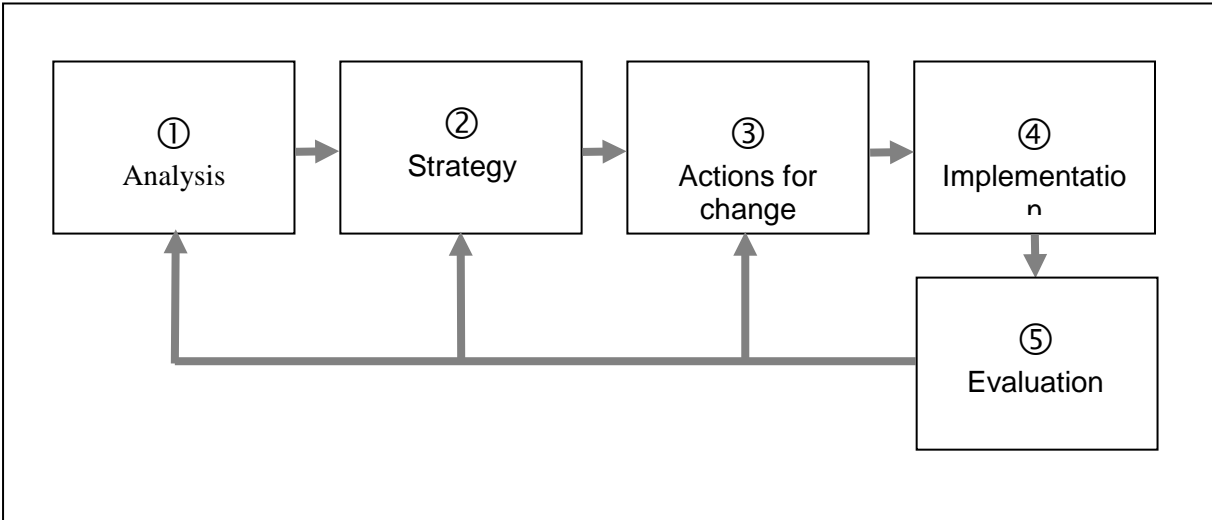 ①
Analysis
②
Strategy
③
Actions for
change
④
Implementatio
n
⑤
Evaluation